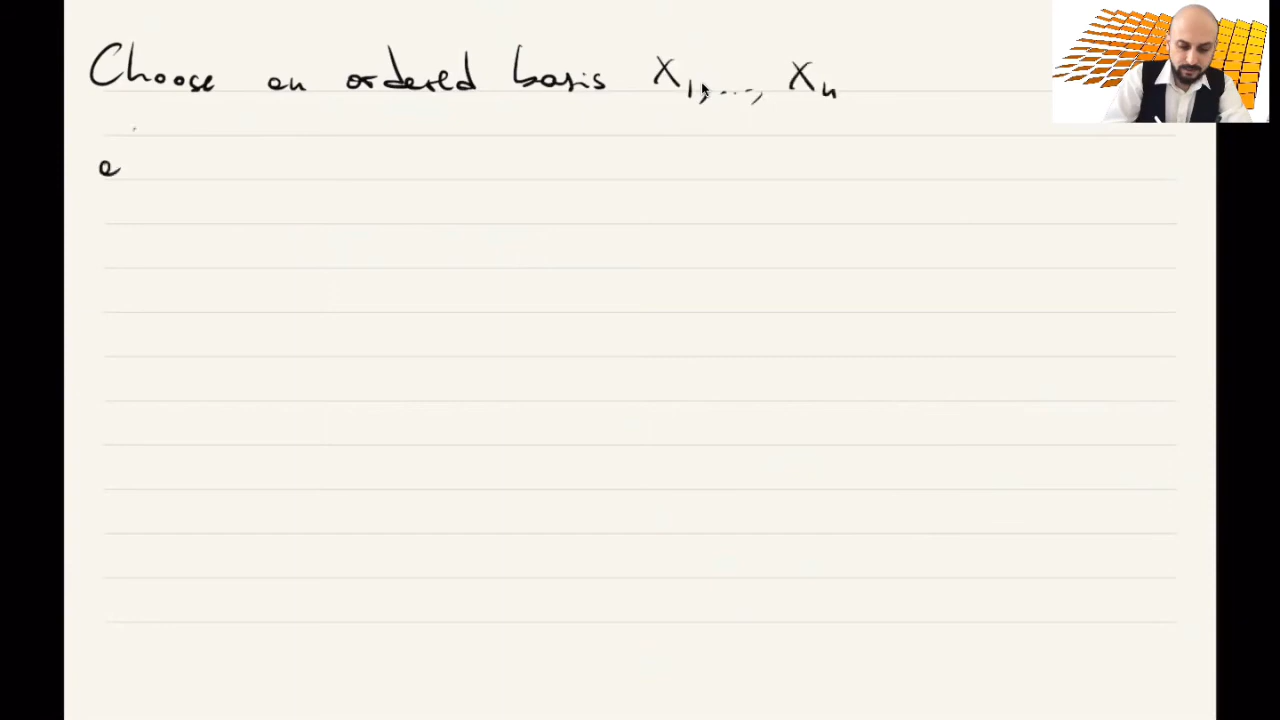 Choose an ordered basis X₁, ..., Xₙ
e